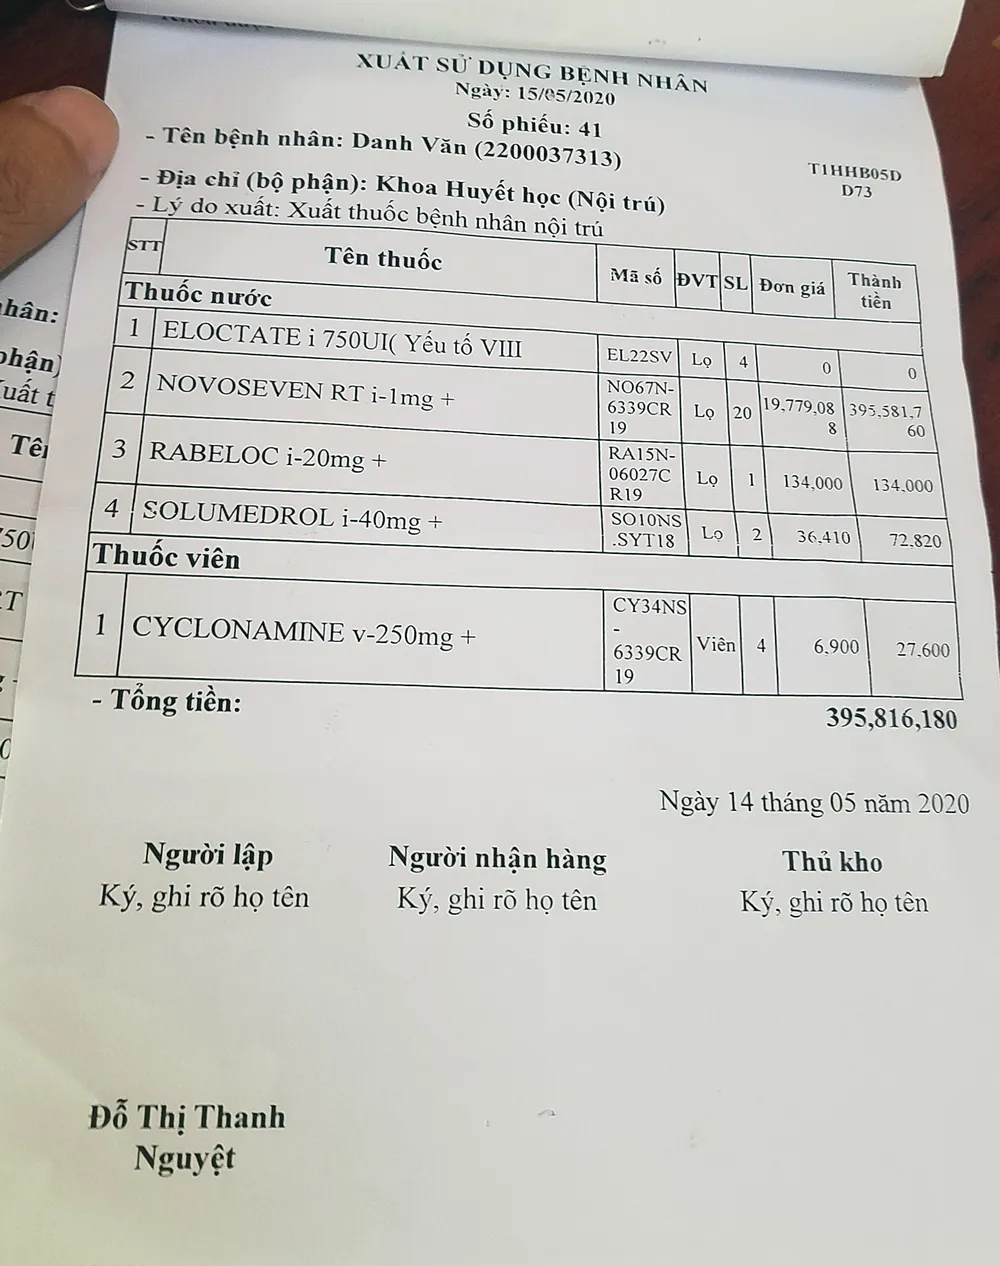 XUẤT SỬ DỤNG BỆNH NHÂN
Ngày: 15/05/2020
Số phiếu: 41
- Tên bệnh nhân: Danh Văn (2200037313)
T1HHB05D
D73
- Địa chỉ (bộ phận): Khoa Huyết học (Nội trú)
- Lý do xuất: Xuất thuốc bệnh nhân nội trú
STT Tên thuốc Mã số ĐVT SL Đơn giá Thành tiền
Thuốc nước
1 ELOCTATE i 750UI( Yếu tố VIII EL22SV Lọ 4 0 0
2 NOVOSEVEN RT i-1mg + NO67N-6339CR19 Lọ 20 19,779,088 395,581,760
3 RABELOC i-20mg + RA15N-06027CR19 Lọ 1 134,000 134,000
4 SOLUMEDROL i-40mg + SO10NS.SYT18 Lọ 2 36,410 72,820
Thuốc viên
1 CYCLONAMINE v-250mg + CY34NS-6339CR19 Viên 4 6,900 27,600
- Tổng tiền: 395,816,180
Ngày 14 tháng 05 năm 2020
Người lập Người nhận hàng Thủ kho
Ký, ghi rõ họ tên Ký, ghi rõ họ tên Ký, ghi rõ họ tên
Đỗ Thị Thanh
Nguyệt